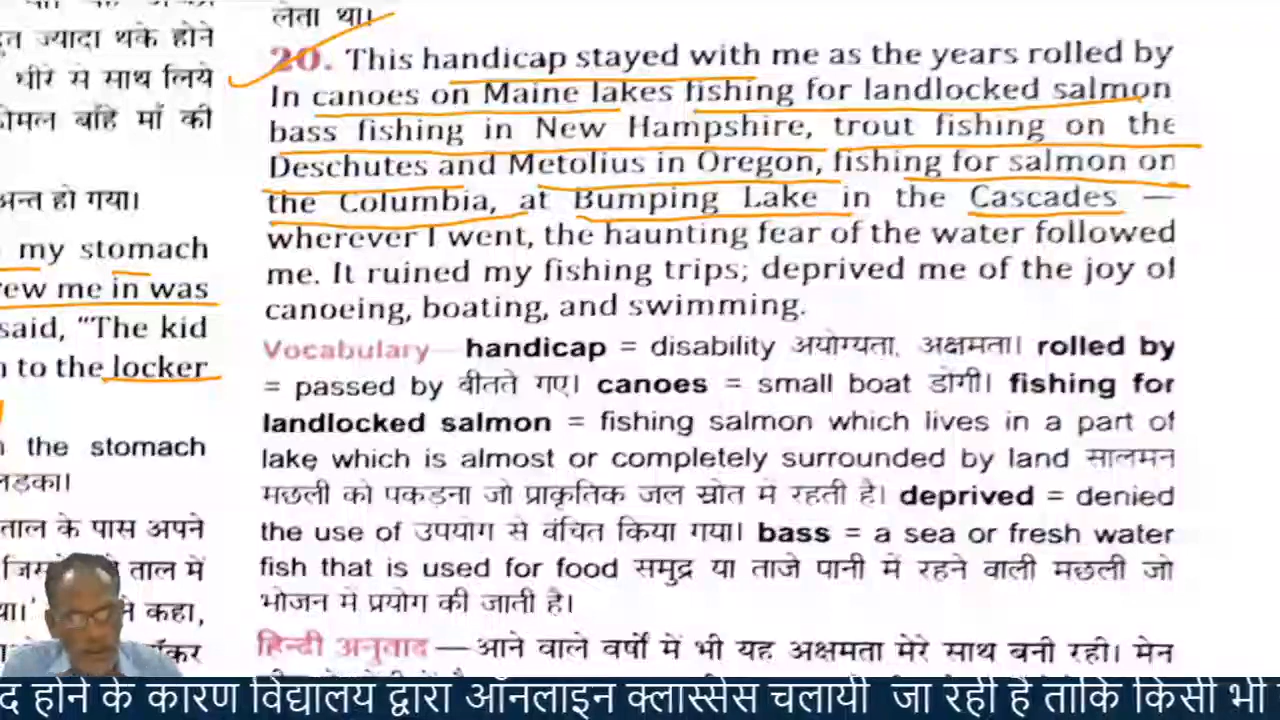 ज्यादा थके होने
से साथ लिये
बाँहे माँ की
अन्त हो गया।
my stomach
me in was
said, "The kid
to the locker
the stomach
ताल के पास अपने
ताल में
ने कहा,
लेता था।
20. This handicap stayed with me as the years rolled by
In canoes on Maine lakes fishing for landlocked salmon
bass fishing in New Hampshire, trout fishing on the
Deschutes and Metolius in Oregon, fishing for salmon on
the Columbia, at Bumping Lake in the Cascades —
wherever I went, the haunting fear of the water followed
me. It ruined my fishing trips; deprived me of the joy of
canoeing, boating, and swimming.
Vocabulary— handicap = disability अयोग्यता, अक्षमता। rolled by
= passed by बीतते गए। canoes = small boat डोंगी। fishing for
landlocked salmon = fishing salmon which lives in a part of
lake which is almost or completely surrounded by land सालमन
मछली को पकड़ना जो प्राकृतिक जल स्रोत में रहती है। deprived = denied
the use of उपयोग से वंचित किया गया। bass = a sea or fresh water
fish that is used for food समुद्र या ताजे पानी में रहने वाली मछली जो
भोजन में प्रयोग की जाती है।
हिन्दी अनुवाद—आने वाले वर्षों में भी यह अक्षमता मेरे साथ बनी रही। मेन
होने के कारण विद्यालय द्वारा ऑनलाइन क्लासेस चलायी जा रही है ताकि किसी भी